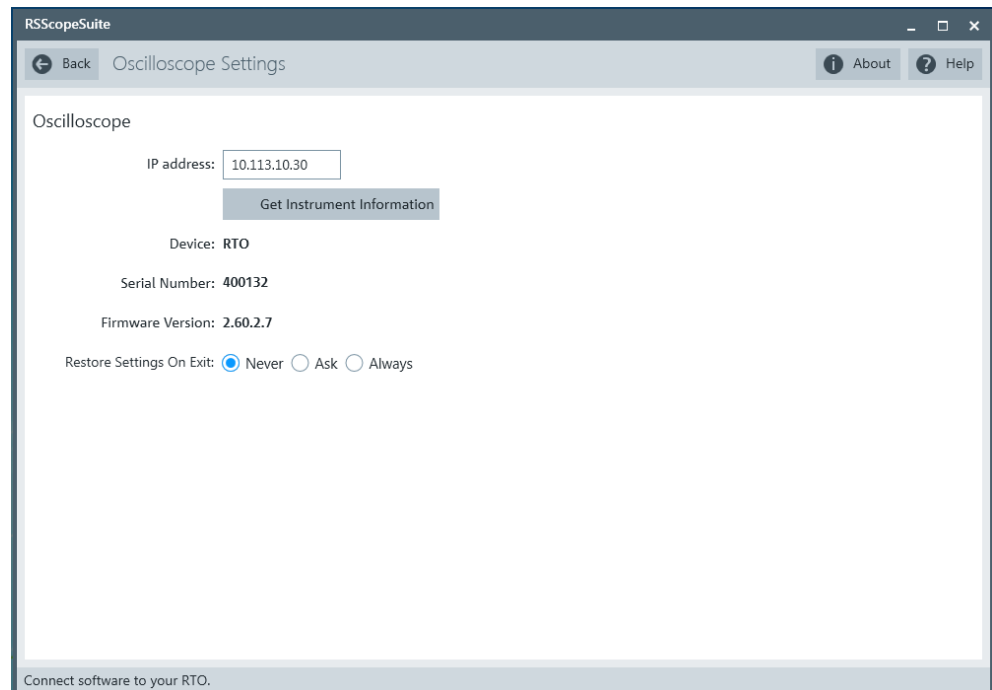 RSScopeSuite
Back Oscilloscope Settings About Help
Oscilloscope
IP address: 10.113.10.30
Get Instrument Information
Device: RTO
Serial Number: 400132
Firmware Version: 2.60.2.7
Restore Settings On Exit: Never Ask Always
Connect software to your RTO.